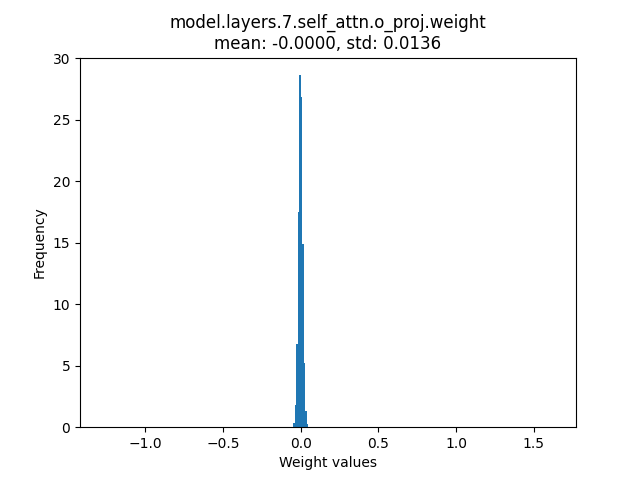 model.layers.7.self_attn.o_proj.weight
mean: -0.0000, std: 0.0136
30
25
20
15
10
5
0
Frequency
−1.0 −0.5 0.0 0.5 1.0 1.5
Weight values